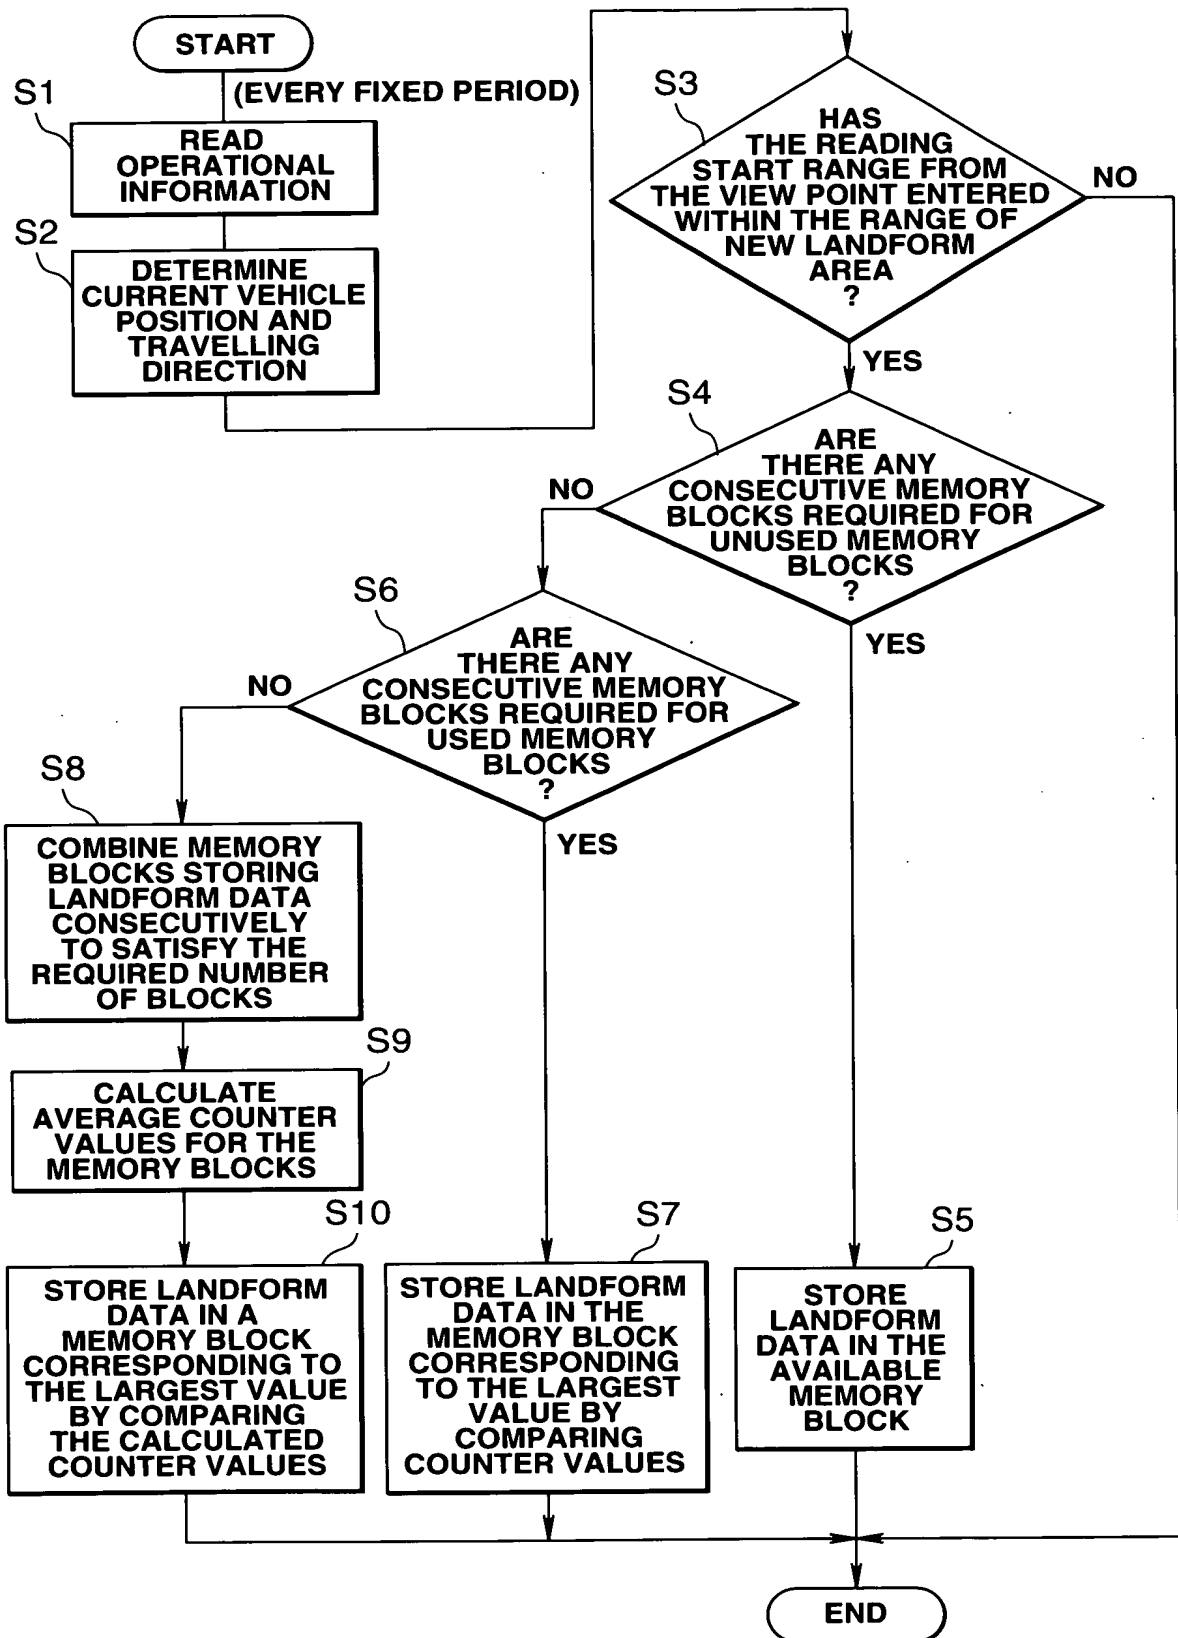 START
(EVERY FIXED PERIOD)
S1
READ
OPERATIONAL
INFORMATION
S2
DETERMINE
CURRENT VEHICLE
POSITION AND
TRAVELLING
DIRECTION
S3
HAS
THE READING
START RANGE FROM
THE VIEW POINT ENTERED
WITHIN THE RANGE OF
NEW LANDFORM
AREA
?
NO
YES
S4
ARE
THERE ANY
CONSECUTIVE MEMORY
BLOCKS REQUIRED FOR
UNUSED MEMORY
BLOCKS
?
NO
YES
S6
ARE
THERE ANY
CONSECUTIVE MEMORY
BLOCKS REQUIRED FOR
USED MEMORY
BLOCKS
?
NO
YES
S8
COMBINE MEMORY
BLOCKS STORING
LANDFORM DATA
CONSECUTIVELY
TO SATISFY THE
REQUIRED NUMBER
OF BLOCKS
S9
CALCULATE
AVERAGE COUNTER
VALUES FOR THE
MEMORY BLOCKS
S10
STORE LANDFORM
DATA IN A
MEMORY BLOCK
CORRESPONDING TO
THE LARGEST VALUE
BY COMPARING
THE CALCULATED
COUNTER VALUES
S7
STORE LANDFORM
DATA IN THE
MEMORY BLOCK
CORRESPONDING
TO THE LARGEST
VALUE BY
COMPARING
COUNTER VALUES
S5
STORE
LANDFORM
DATA IN THE
AVAILABLE
MEMORY
BLOCK
END